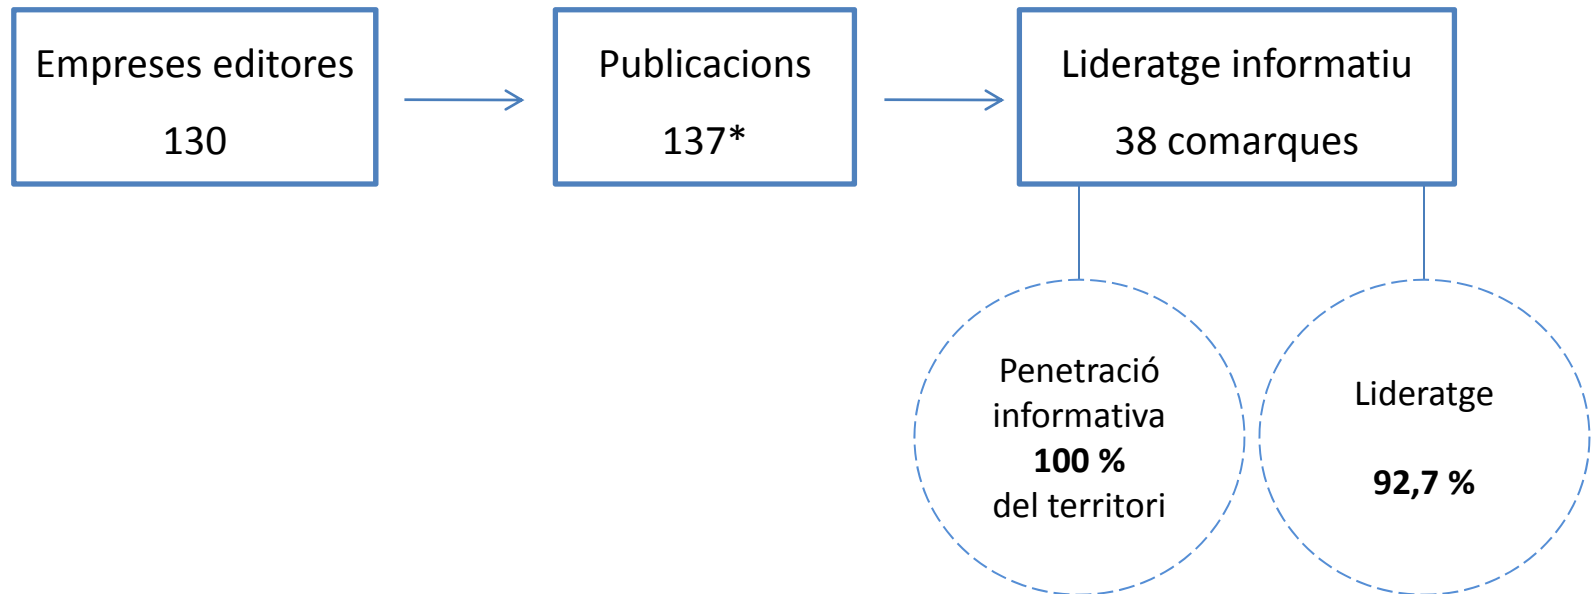 Empreses editores
130
Publicacions
137*
Lideratge informatiu
38 comarques
Penetració
informativa
100 %
del territori
Lideratge
92,7 %